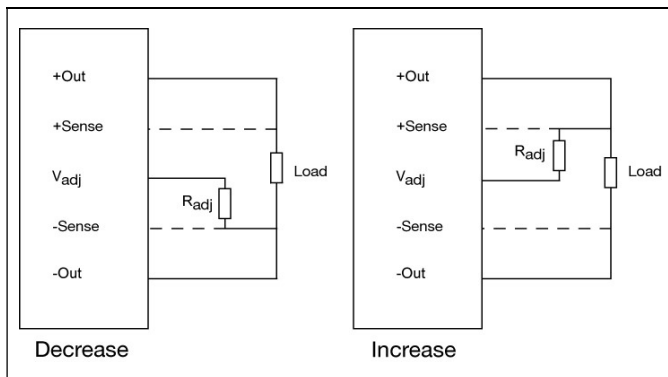 +Out
+Sense
Vadj
Radj
-Sense
-Out
Load
Decrease
+Out
+Sense
Radj
Vadj
-Sense
-Out
Load
Increase